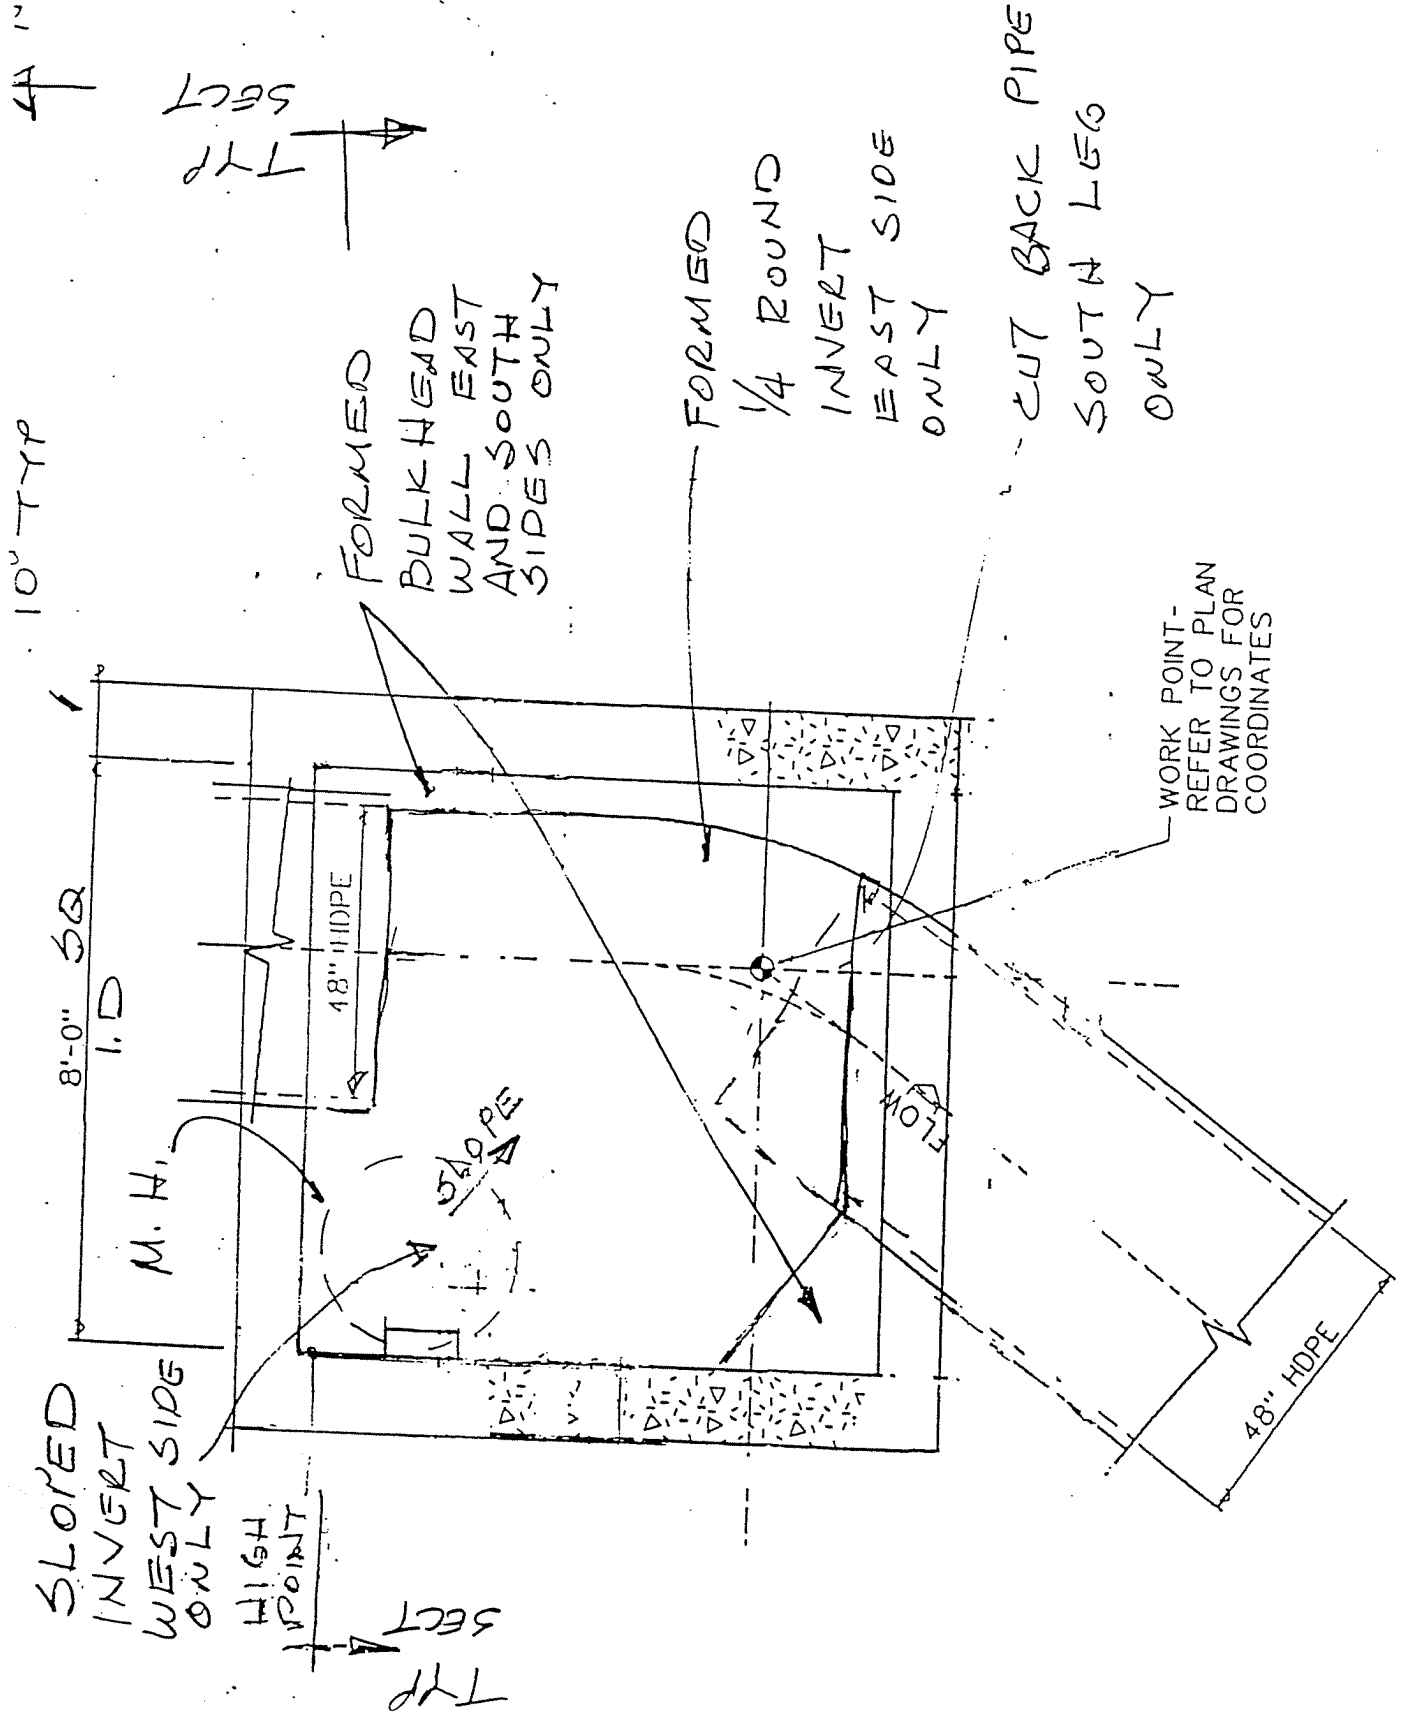 10" TYP
8'-0" SQ
I.D
M. H.
SLOPED
INVERT
WEST SIDE
ONLY
HIGH
POINT
TYP
SECT
TYP
SECT
48" HDPE
SLOPE
FLOW
48" HDPE
FORMED
BULKHEAD
WALL EAST
AND SOUTH
SIDES ONLY
FORMED
1/4 ROUND
INVERT
EAST SIDE
ONLY
CUT BACK PIPE
SOUTH LEG
ONLY
WORK POINT-
REFER TO PLAN
DRAWINGS FOR
COORDINATES